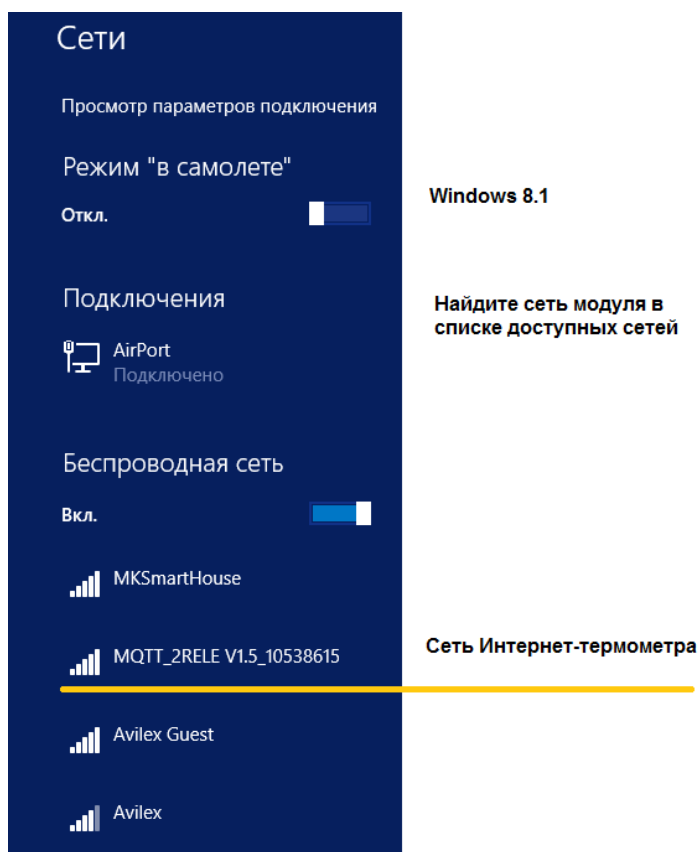 Сети
Просмотр параметров подключения
Режим "в самолете"
Откл.
Windows 8.1
Подключения
Найдите сеть модуля в
списке доступных сетей
AirPort
Подключено
Беспроводная сеть
Вкл.
MKSmartHouse
MQTT_2RELE V1.5_10538615
Сеть Интернет-термометра
Avilex Guest
Avilex